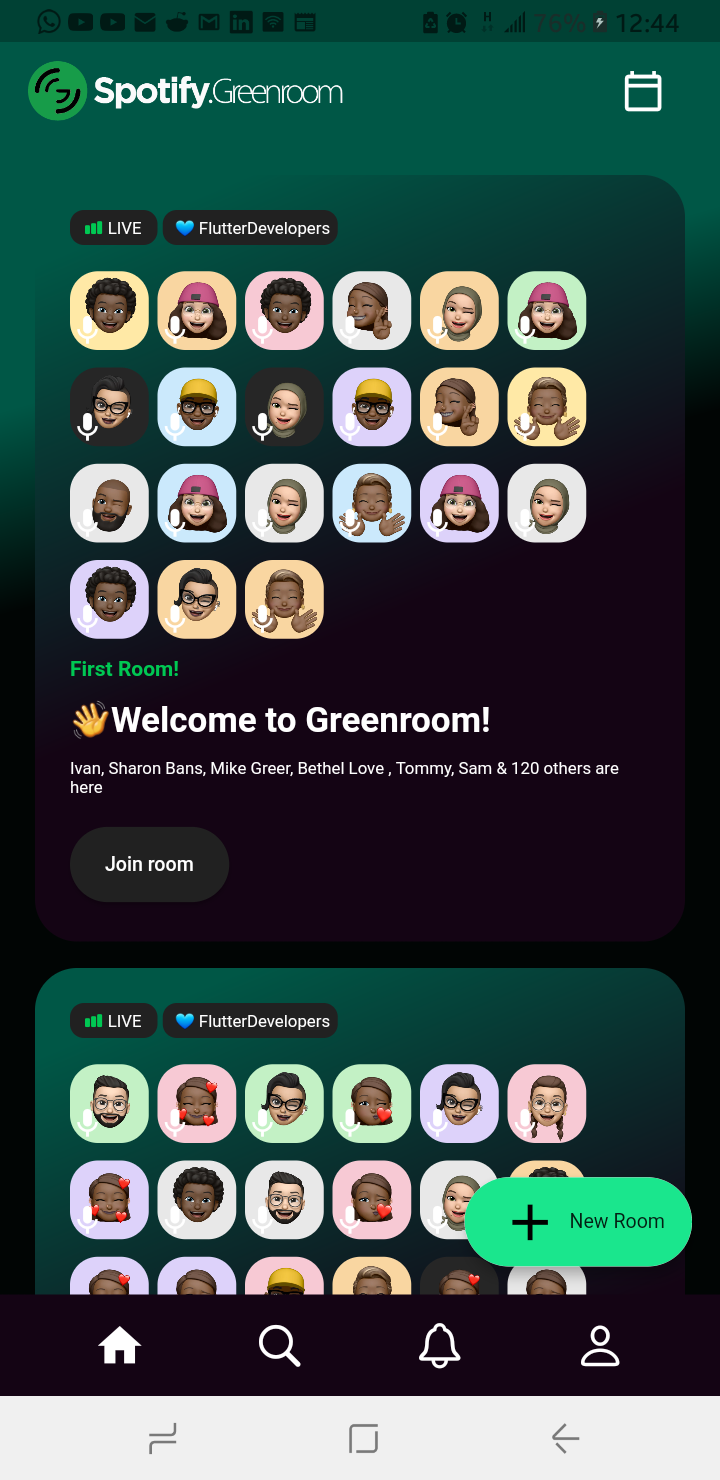 H 76% 12:44
Spotify.Greenroom
LIVE 💙 FlutterDevelopers
First Room!
👋Welcome to Greenroom!
Ivan, Sharon Bans, Mike Greer, Bethel Love , Tommy, Sam & 120 others are
here
Join room
LIVE 💙 FlutterDevelopers
New Room